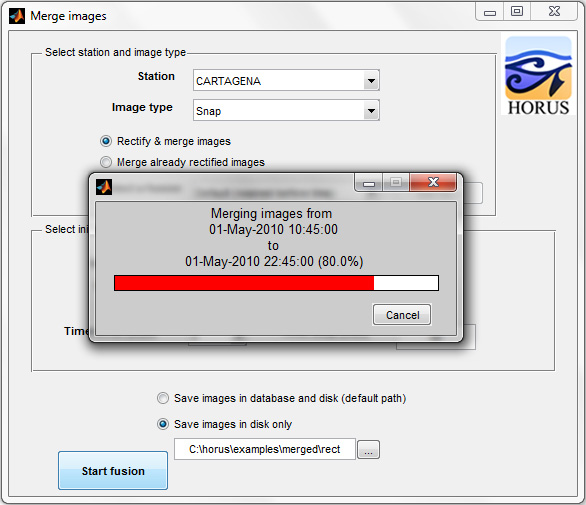 Merge images
Select station and image type
HORUS
Station
CARTAGENA
Image type
Snap
Rectify & merge images
Merge already rectified images
Merging images from
01-May-2010 10:45:00
to
01-May-2010 22:45:00 (80.0%)
Cancel
Select ini
Time
Save images in database and disk (default path)
Save images in disk only
C:\horus\examples\merged\rect
...
Start fusion